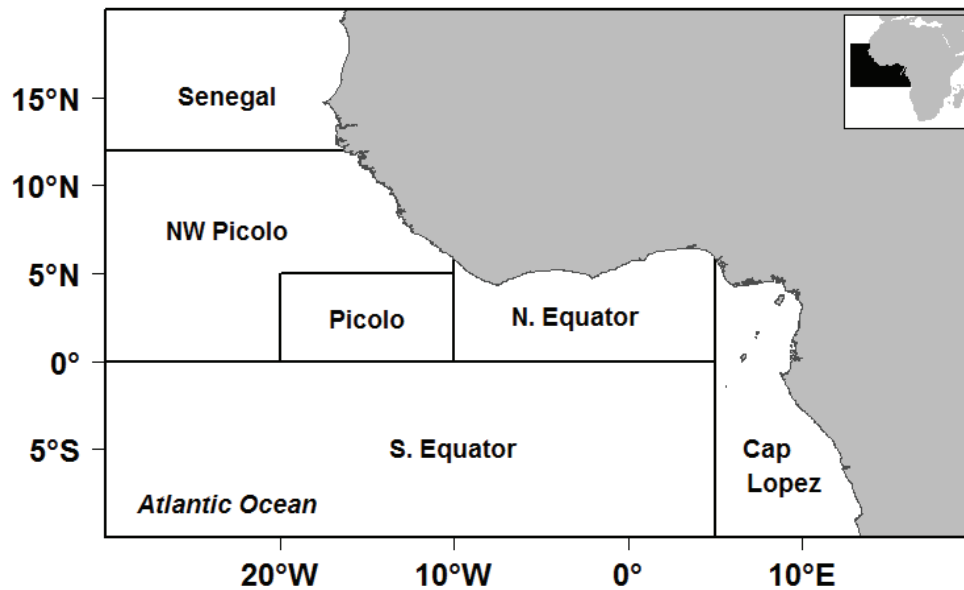 15°N
Senegal
10°N
NW Picolo
5°N
Picolo
N. Equator
0°
5°S
S. Equator
Cap
Lopez
Atlantic Ocean
20°W
10°W
0°
10°E